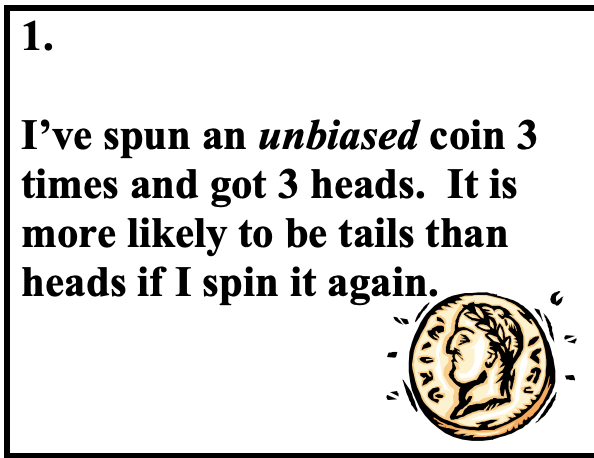 1.
I’ve spun an unbiased coin 3
times and got 3 heads.  It is
more likely to be tails than
heads if I spin it again.